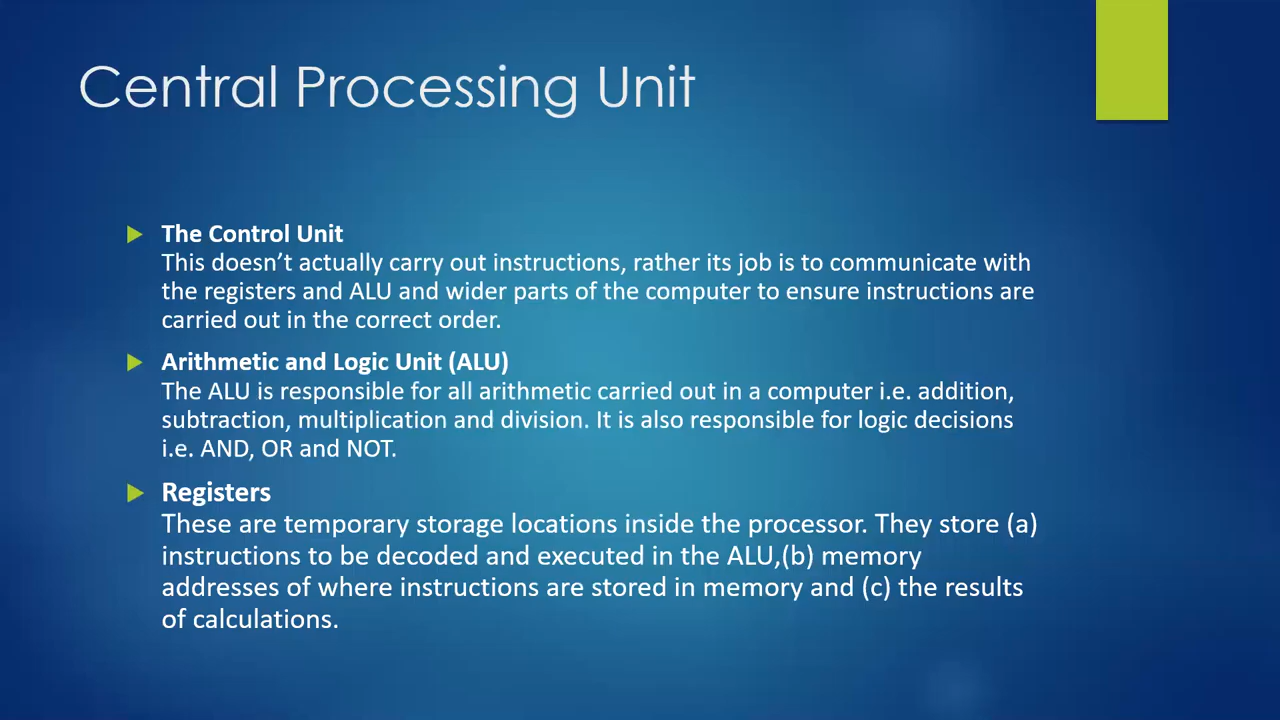 Central Processing Unit
The Control Unit
This doesn’t actually carry out instructions, rather its job is to communicate with
the registers and ALU and wider parts of the computer to ensure instructions are
carried out in the correct order.
Arithmetic and Logic Unit (ALU)
The ALU is responsible for all arithmetic carried out in a computer i.e. addition,
subtraction, multiplication and division. It is also responsible for logic decisions
i.e. AND, OR and NOT.
Registers
These are temporary storage locations inside the processor. They store (a)
instructions to be decoded and executed in the ALU,(b) memory
addresses of where instructions are stored in memory and (c) the results
of calculations.